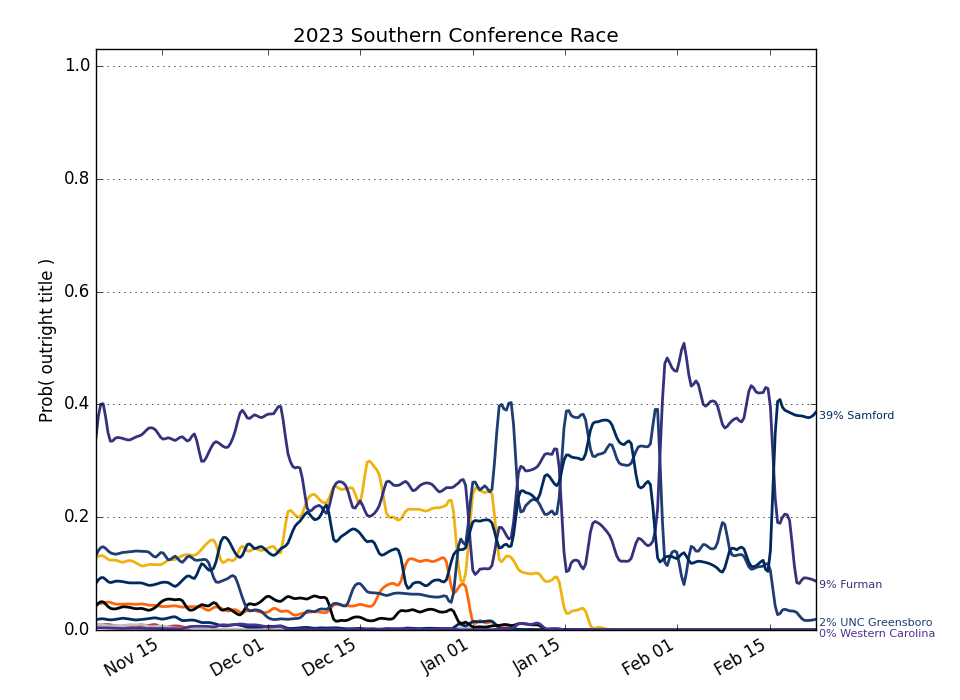 2023 Southern Conference Race
1.0
0.8
0.6
0.4
0.2
0.0
Prob( outright title )
39% Samford
9% Furman
2% UNC Greensboro
0% Western Carolina
Nov 15
Dec 01
Dec 15
Jan 01
Jan 15
Feb 01
Feb 15